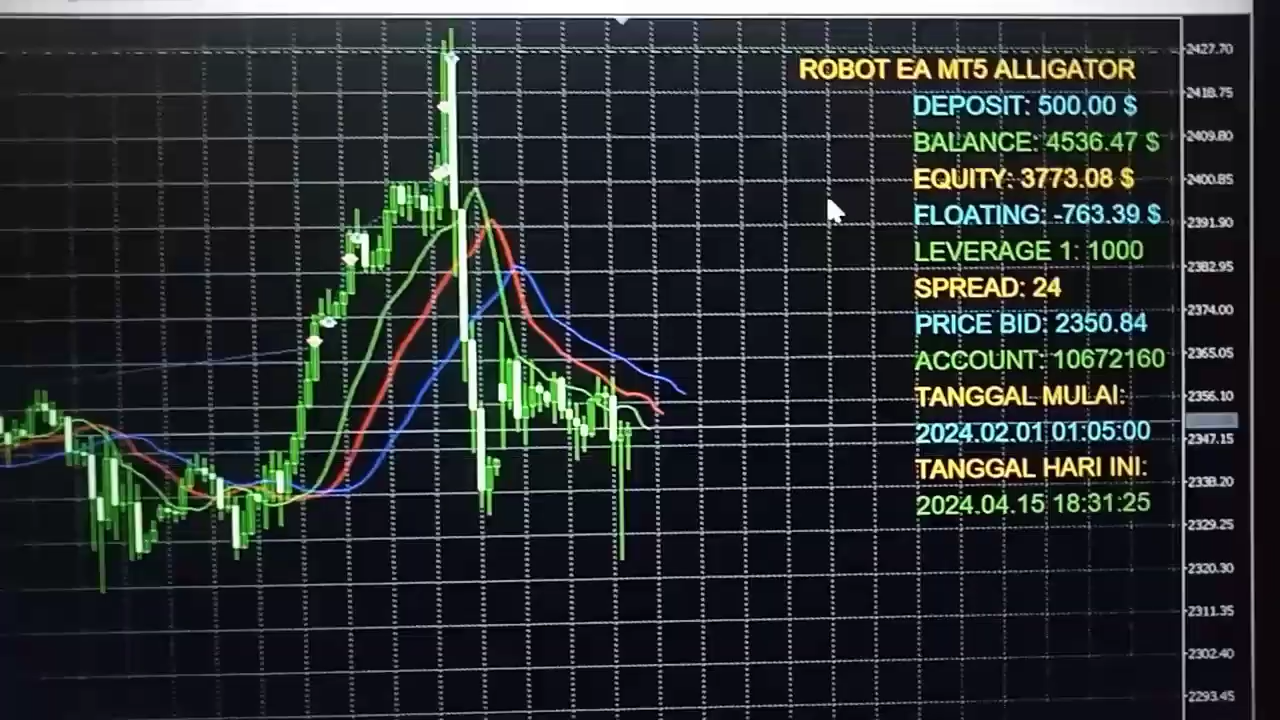 ROBOT EA MT5 ALLIGATOR
DEPOSIT: 500.00 $
BALANCE: 4536.47 $
EQUITY: 3773.08 $
FLOATING: -763.39 $
LEVERAGE 1: 1000
SPREAD: 24
PRICE BID: 2350.84
ACCOUNT: 10672160
TANGGAL MULAI:
2024.02.01 01:05:00
TANGGAL HARI INI:
2024.04.15 18:31:25
2427.70
2418.75
2409.80
2400.85
2391.90
2382.95
2374.00
2365.05
2356.10
2347.15
2338.20
2329.25
2320.30
2311.35
2302.40
2293.45